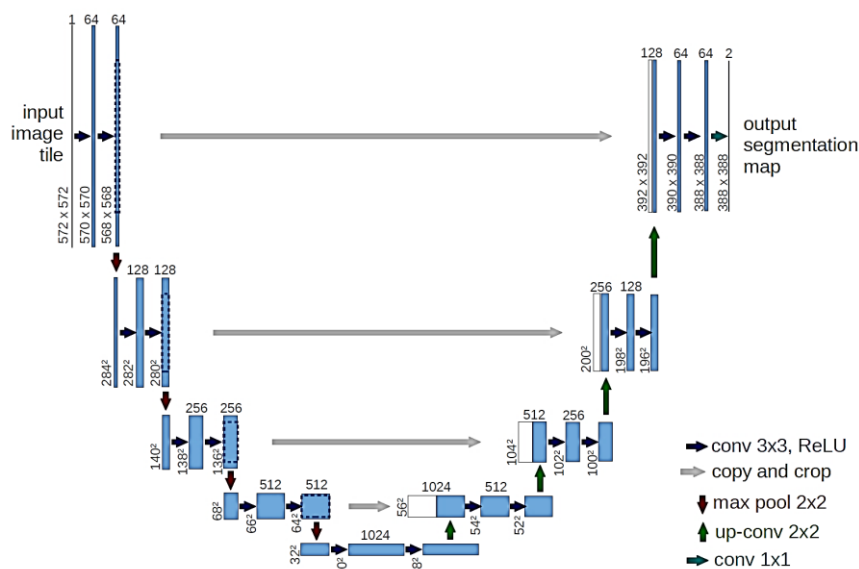 1 64 64
input
image
tile
572 x 572
570 x 570
568 x 568
128 64 64 2
output
segmentation
map
392 x 392
390 x 390
388 x 388
388 x 388
128 128
284²
282²
280²
256 128
200²
198²
196²
256 256
140²
138²
136²
512 256
104²
102²
100²
512 512
68²
66²
64²
1024 512
56²
54²
52²
1024
32²
0²
8²
conv 3x3, ReLU
copy and crop
max pool 2x2
up-conv 2x2
conv 1x1